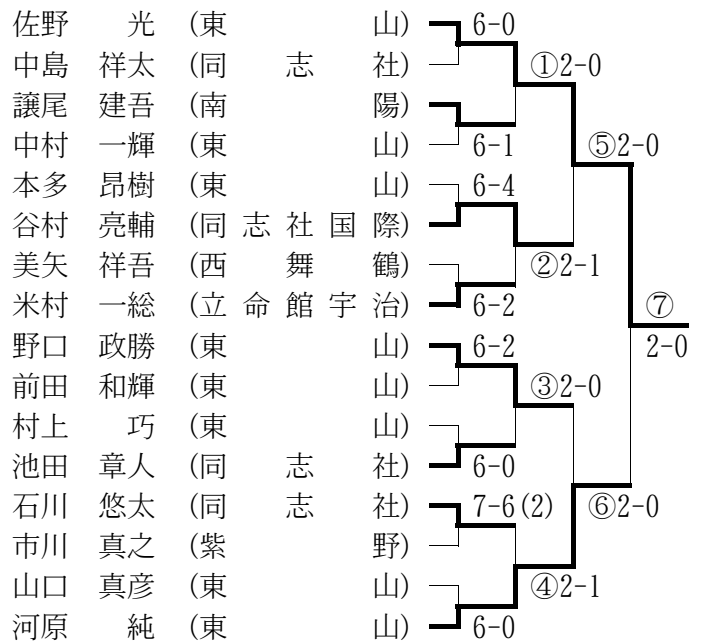 佐野 光 (東 山) 6-0
中島 祥太 (同 志 社) ①2-0
譲尾 建吾 (南 陽)
中村 一輝 (東 山) 6-1 ⑤2-0
本多 昂樹 (東 山) 6-4
谷村 亮輔 (同 志 社 国 際)
美矢 祥吾 (西 舞 鶴) ②2-1
米村 一総 (立 命 館 宇 治) 6-2 ⑦
野口 政勝 (東 山) 6-2 2-0
前田 和輝 (東 山) ③2-0
村上 巧 (東 山)
池田 章人 (同 志 社) 6-0
石川 悠太 (同 志 社) 7-6(2) ⑥2-0
市川 真之 (紫 野)
山口 真彦 (東 山) ④2-1
河原 純 (東 山) 6-0